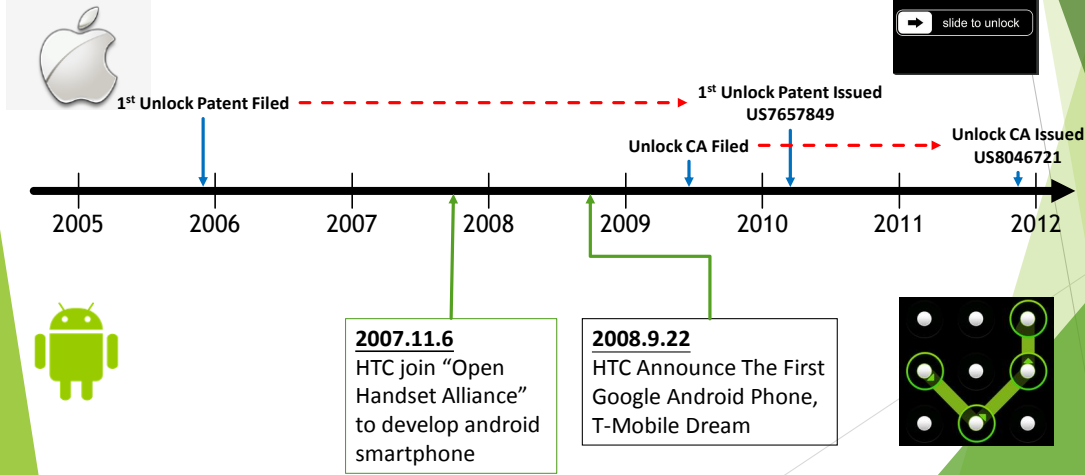 slide to unlock
1st Unlock Patent Filed
1st Unlock Patent Issued
US7657849
Unlock CA Filed
Unlock CA Issued
US8046721
2005
2006
2007
2008
2009
2010
2011
2012
2007.11.6
HTC join “Open
Handset Alliance”
to develop android
smartphone
2008.9.22
HTC Announce The First
Google Android Phone,
T-Mobile Dream